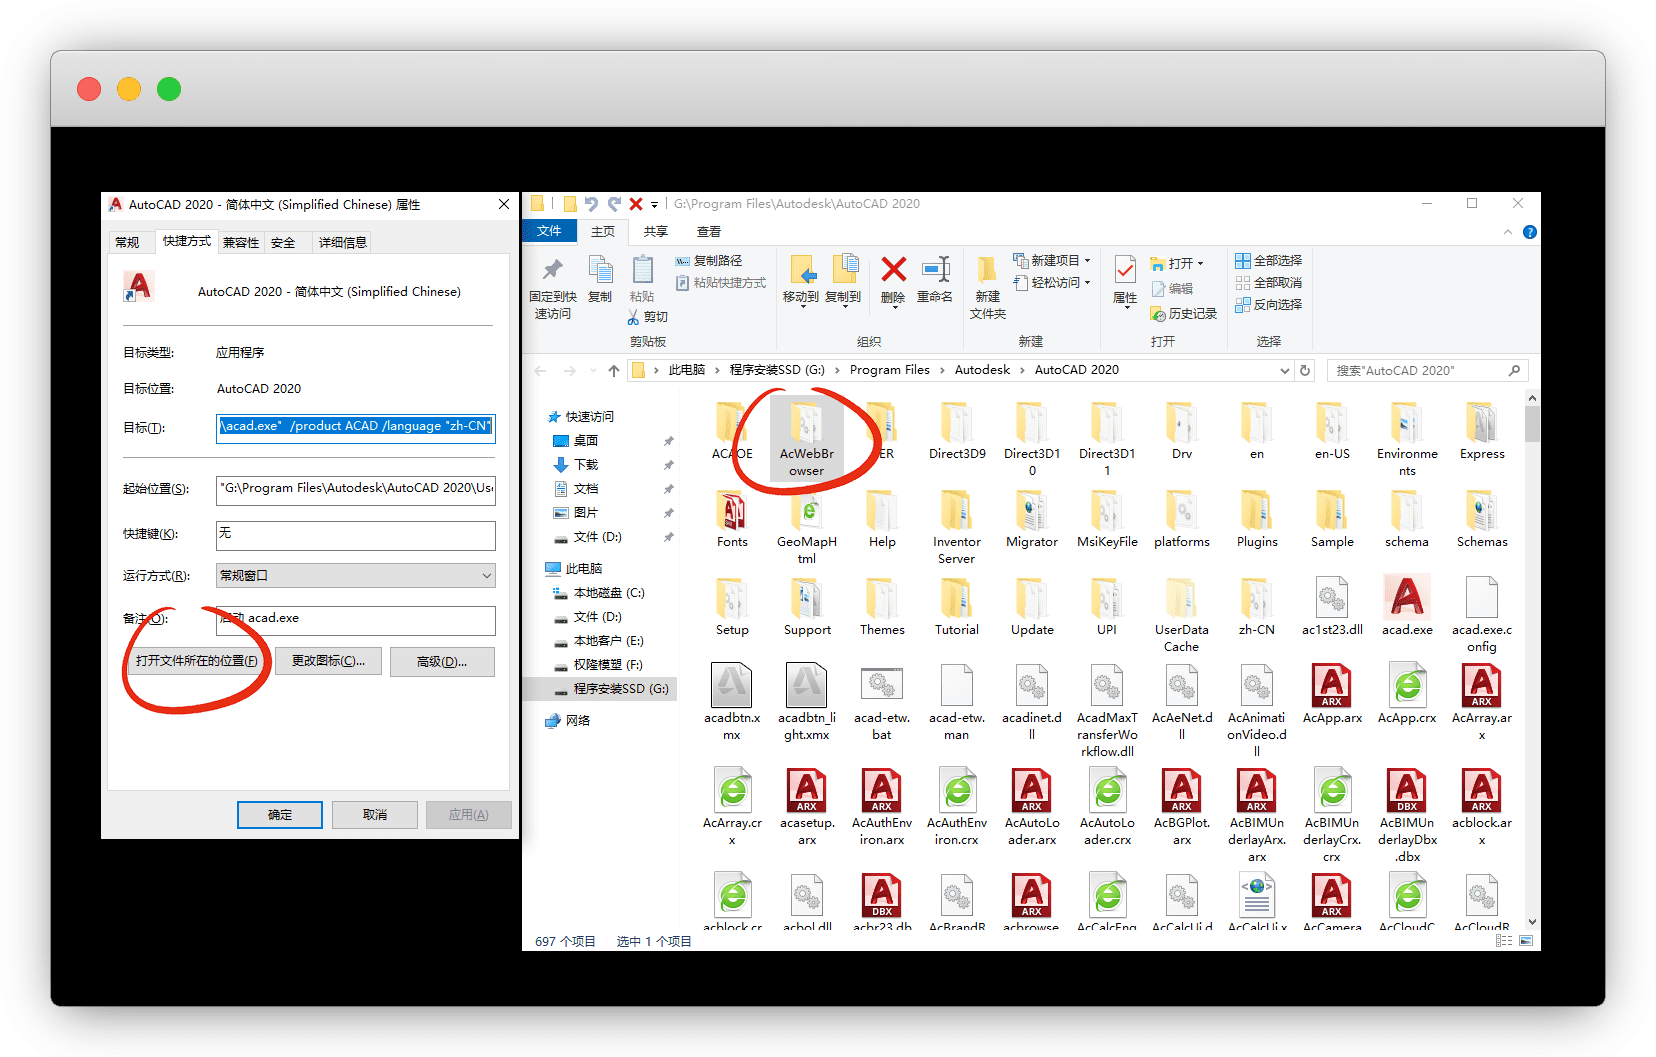 AutoCAD 2020 - 简体中文 (Simplified Chinese) 属性
常规 快捷方式 兼容性 安全 详细信息
AutoCAD 2020 - 简体中文 (Simplified Chinese)
目标类型: 应用程序
目标位置: AutoCAD 2020
目标(T): \acad.exe" /product ACAD /language "zh-CN"
起始位置(S): "G:\Program Files\Autodesk\AutoCAD 2020\Use
快捷键(K): 无
运行方式(R): 常规窗口
备注(O): 启动 acad.exe
打开文件所在的位置(F) 更改图标(C)... 高级(D)...
确定 取消 应用(A)
G:\Program Files\Autodesk\AutoCAD 2020
文件 主页 共享 查看
固定到快速访问
复制
粘贴
复制路径
粘贴快捷方式
剪切
移动到 复制到 删除 重命名
新建文件夹
新建项目
轻松访问
属性
打开
编辑
历史记录
全部选择
全部取消
反向选择
剪贴板 组织 新建 打开 选择
此电脑 程序安装SSD (G:) Program Files Autodesk AutoCAD 2020
搜索"AutoCAD 2020"
快速访问
桌面
下载
文档
图片
文件 (D:)
此电脑
本地磁盘 (C:)
文件 (D:)
本地客户 (E:)
权隆模塑 (F:)
程序安装SSD (G:)
网络
ACAOE AcWebBrowser ER Direct3D9 Direct3D10 Direct3D11 Drv en en-US Environments Express
Fonts GeoMapHtml Help Inventor Server Migrator MsiKeyFile platforms Plugins Sample schema Schemas
Setup Support Themes Tutorial Update UPI UserDataCache zh-CN ac1st23.dll acad.exe acad.exe.config
acadbtn.xmx acadbtn_light.xmx acad-etw.bat acad-etw.man acadinet.dll AcadMaxTransferWorkflow.dll AcAeNet.dll AcAnimationVideo.dll AcApp.arx AcApp.crx AcArray.arx
AcArray.crx acasetup.arx AcAuthEnviron.arx AcAuthEnviron.crx AcAutoLoader.arx AcAutoLoader.crx AcBGPlot.arx AcBIMUnderlayArx.arx AcBIMUnderlayCrx.crx AcBIMUnderlayDbx.dbx acblock.arx
acblock.cr acbol.dll acbr23.db AcBrandR acbrowse AcCalcEng AcCalcUi.d AcCalcUi.x AcCamera AcCloudC AcCloudR
697 个项目 选中 1 个项目